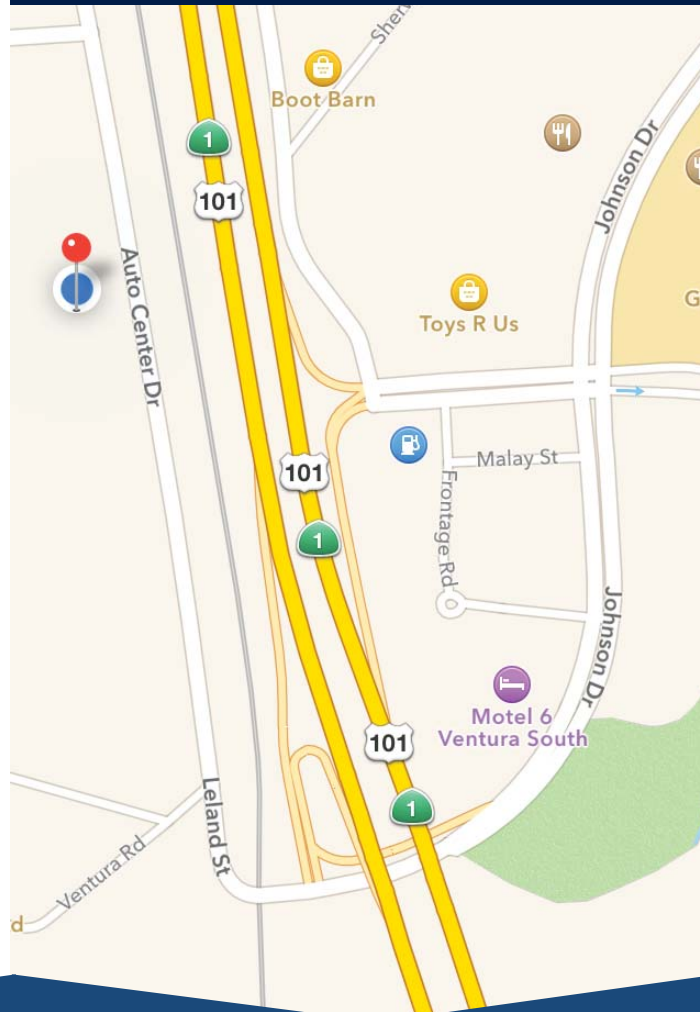 Boot Barn
1
101
Johnson Dr
Auto Center Dr
Toys R Us
101
Malay St
Frontage Rd
1
Johnson Dr
Motel 6
Ventura South
101
Leland St
1
Ventura Rd